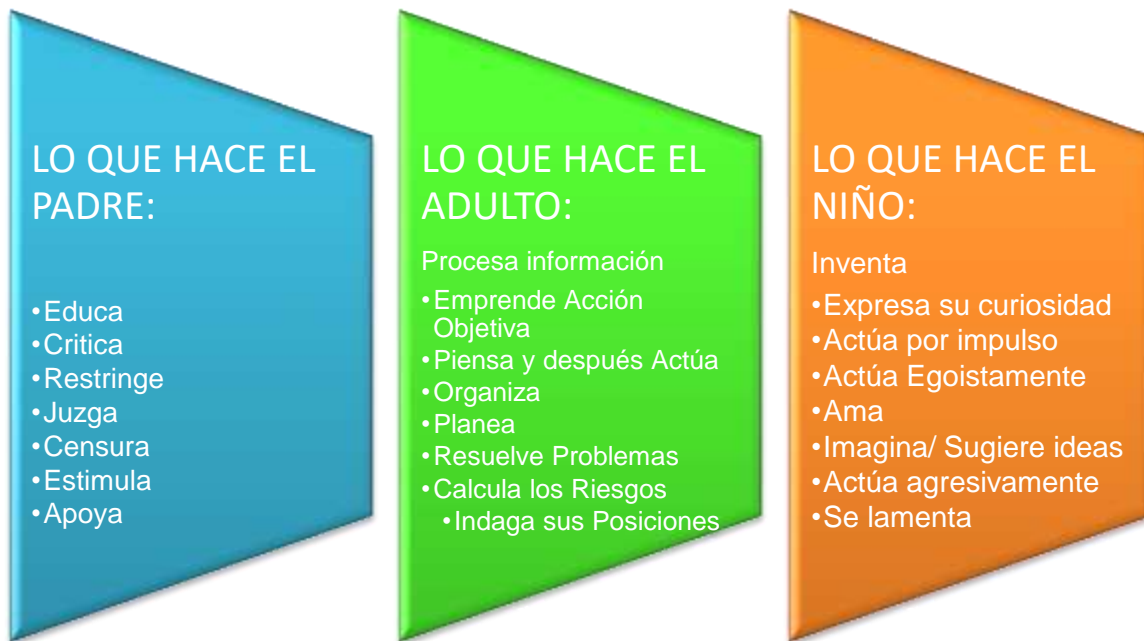 LO QUE HACE EL
PADRE:
•Educa
•Critica
•Restringe
•Juzga
•Censura
•Estimula
•Apoya
LO QUE HACE EL
ADULTO:
Procesa información
•Emprende Acción
Objetiva
•Piensa y después Actúa
•Organiza
•Planea
•Resuelve Problemas
•Calcula los Riesgos
•Indaga sus Posiciones
LO QUE HACE EL
NIÑO:
Inventa
•Expresa su curiosidad
•Actúa por impulso
•Actúa Egoistamente
•Ama
•Imagina/ Sugiere ideas
•Actúa agresivamente
•Se lamenta